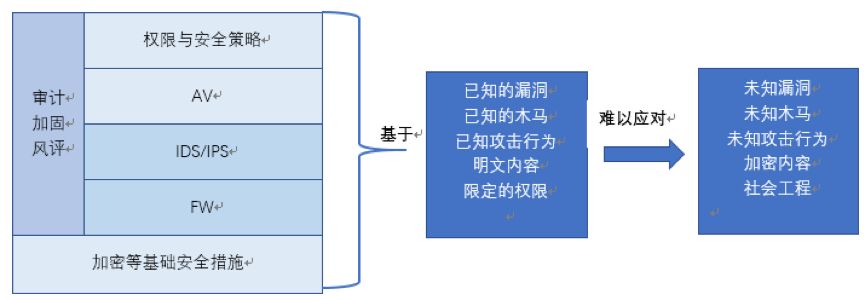 审计
加固
风评
权限与安全策略
AV
IDS/IPS
FW
加密等基础安全措施
基于
已知的漏洞
已知的木马
已知攻击行为
明文内容
限定的权限
难以应对
未知漏洞
未知木马
未知攻击行为
加密内容
社会工程